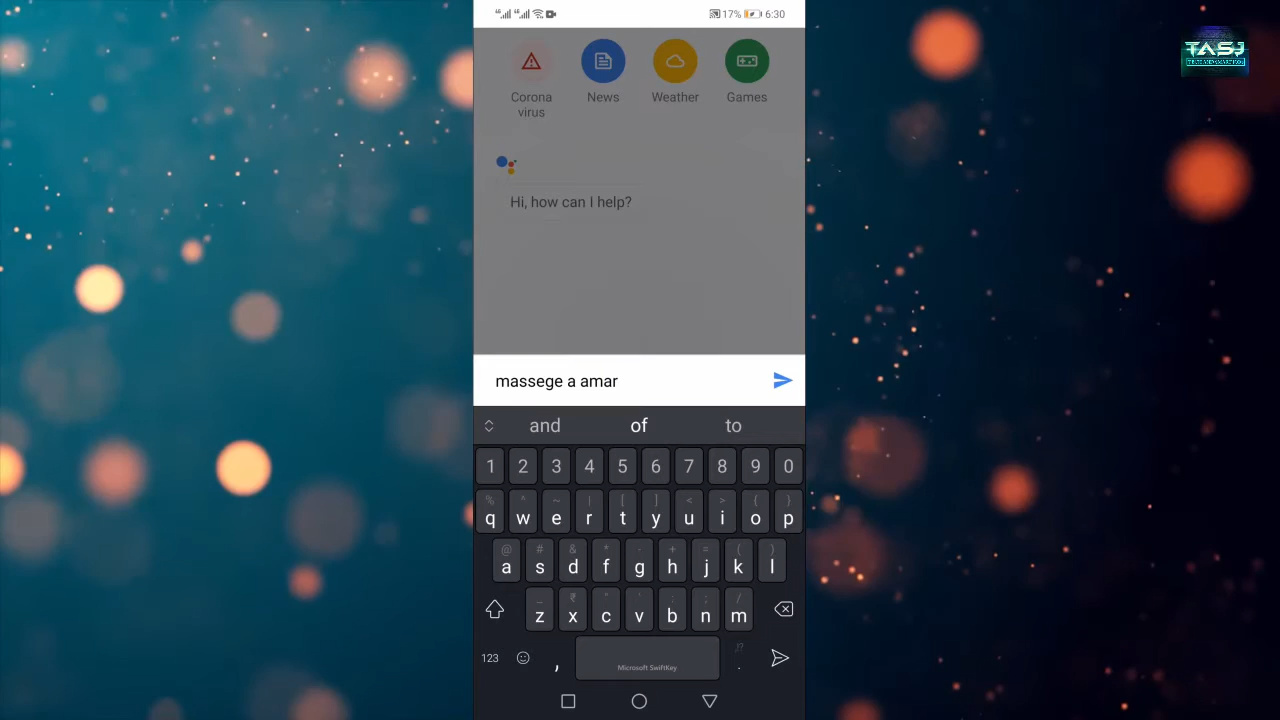 17% 6:30
TASJ
Corona
virus
News
Weather
Games
Hi, how can I help?
massege a amar
and of to
1 2 3 4 5 6 7 8 9 0
% ^ ~ | [ ] < > { }
q w e r t y u i o p
@ # & * - + = ( )
a s d f g h j k l
_ ₹ " ' : ; /
z x c v b n m
!?
123 , Microsoft SwiftKey .